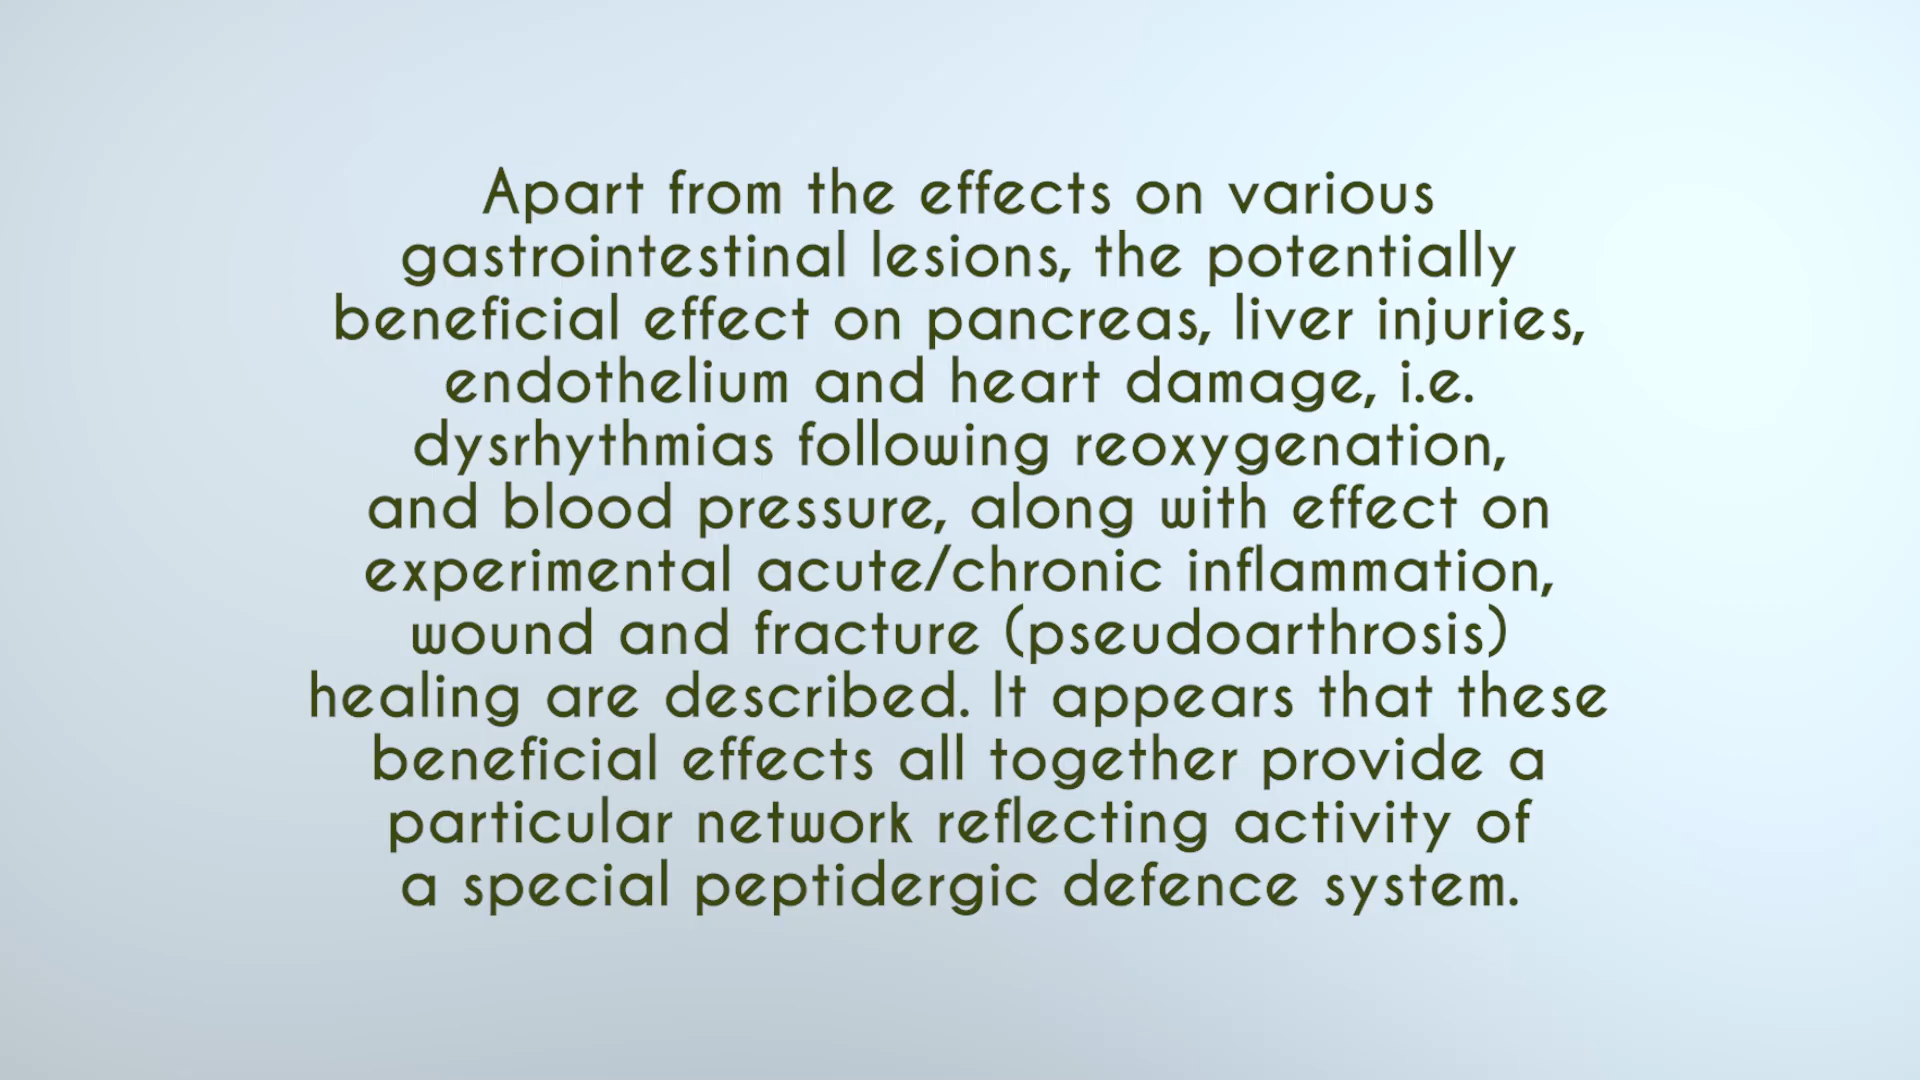 Apart from the effects on various
gastrointestinal lesions, the potentially
beneficial effect on pancreas, liver injuries,
endothelium and heart damage, i.e.
dysrhythmias following reoxygenation,
and blood pressure, along with effect on
experimental acute/chronic inflammation,
wound and fracture (pseudoarthrosis)
healing are described. It appears that these
beneficial effects all together provide a
particular network reflecting activity of
a special peptidergic defence system.